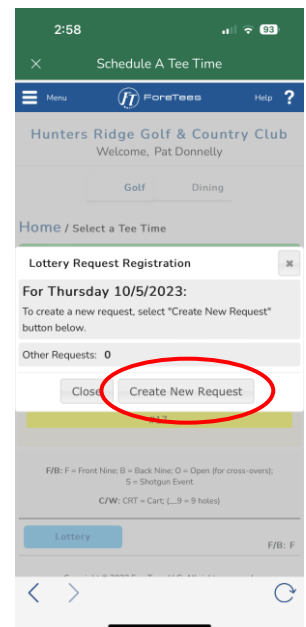 2:58
93
Schedule A Tee Time
Menu
FT ForeTees
Help ?
Hunters Ridge Golf & Country Club
Welcome, Pat Donnelly
Golf Dining
Home / Select a Tee Time
Lottery Request Registration
For Thursday 10/5/2023:
To create a new request, select "Create New Request"
button below.
Other Requests: 0
Close Create New Request
F/B: F = Front Nine; B = Back Nine; O = Open (for cross-overs);
S = Shotgun Event
C/W: CRT = Cart; (__9 = 9 holes)
Lottery
F/B: F